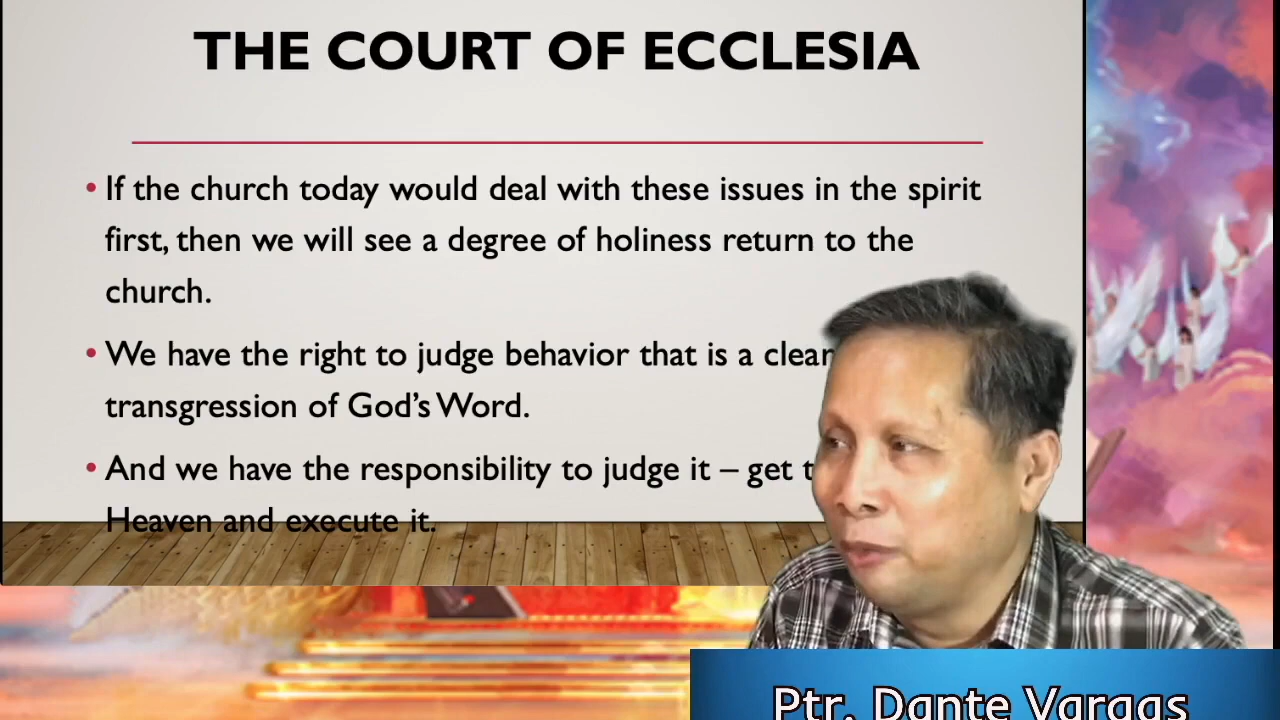 THE COURT OF ECCLESIA
• If the church today would deal with these issues in the spirit
first, then we will see a degree of holiness return to the
church.
• We have the right to judge behavior that is a clear
transgression of God's Word.
• And we have the responsibility to judge it – get
Heaven and execute it.
Ptr. Dante Vargas